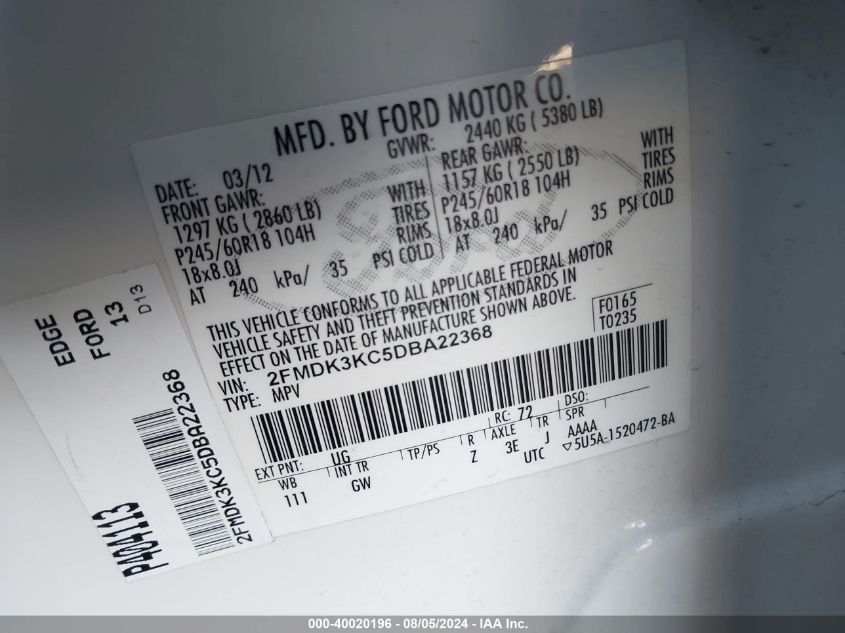 MFD. BY FORD MOTOR CO.
DATE: 03/12
GVWR: 2440 KG ( 5380 LB)
FRONT GAWR:
1297 KG ( 2860 LB)
P245/60R18 104H
18x8.0J
WITH
TIRES
RIMS
AT 240 kPa/ 35 PSI COLD
REAR GAWR:
1157 KG ( 2550 LB)
P245/60R18 104H
18x8.0J
WITH
TIRES
RIMS
AT 240 kPa/ 35 PSI COLD
Ford
THIS VEHICLE CONFORMS TO ALL APPLICABLE FEDERAL MOTOR
VEHICLE SAFETY AND THEFT PREVENTION STANDARDS IN
EFFECT ON THE DATE OF MANUFACTURE SHOWN ABOVE.
VIN: 2FMDK3KC5DBA22368
TYPE: MPV
F0165
T0235
EXT PNT: UG
RC: 72
DSO:
WB
INT TR
TP/PS
R
AXLE
TR
SPR
111
GW
Z
3E
J
AAAA
UTC
▽5U5A-1520472-BA
EDGE
FORD
13
D13
2FMDK3KC5DBA22368
P404113
000-40020196 - 08/05/2024 - IAA Inc.